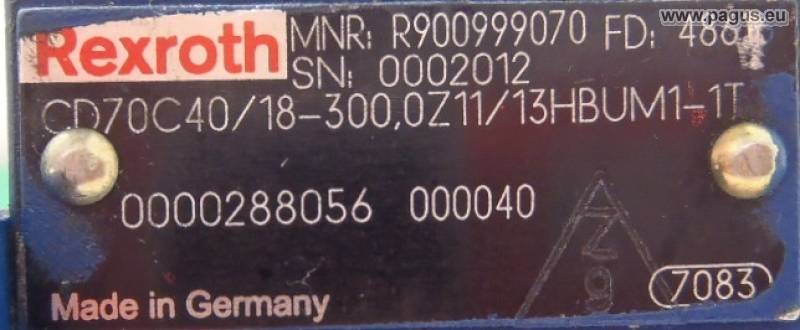 www.pagus.eu
Rexroth MNR: R900999070 FD:
SN: 0002012
CD70C40/18-300,0Z11/13HBUM1-1T
0000288056 000040
AZ9
7083
Made in Germany